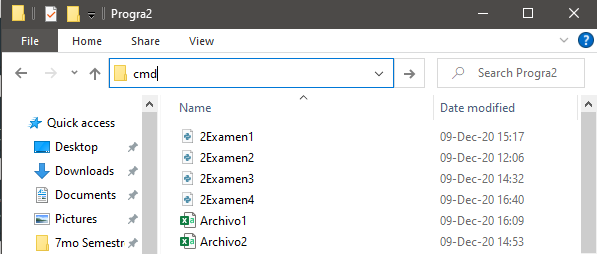 Progra2
File Home Share View
cmd Search Progra2
Name Date modified
Quick access
Desktop 2Examen1 09-Dec-20 15:17
Downloads 2Examen2 09-Dec-20 12:06
Documents 2Examen3 09-Dec-20 14:32
Pictures 2Examen4 09-Dec-20 16:40
7mo Semestr Archivo1 09-Dec-20 16:09
Archivo2 09-Dec-20 14:53